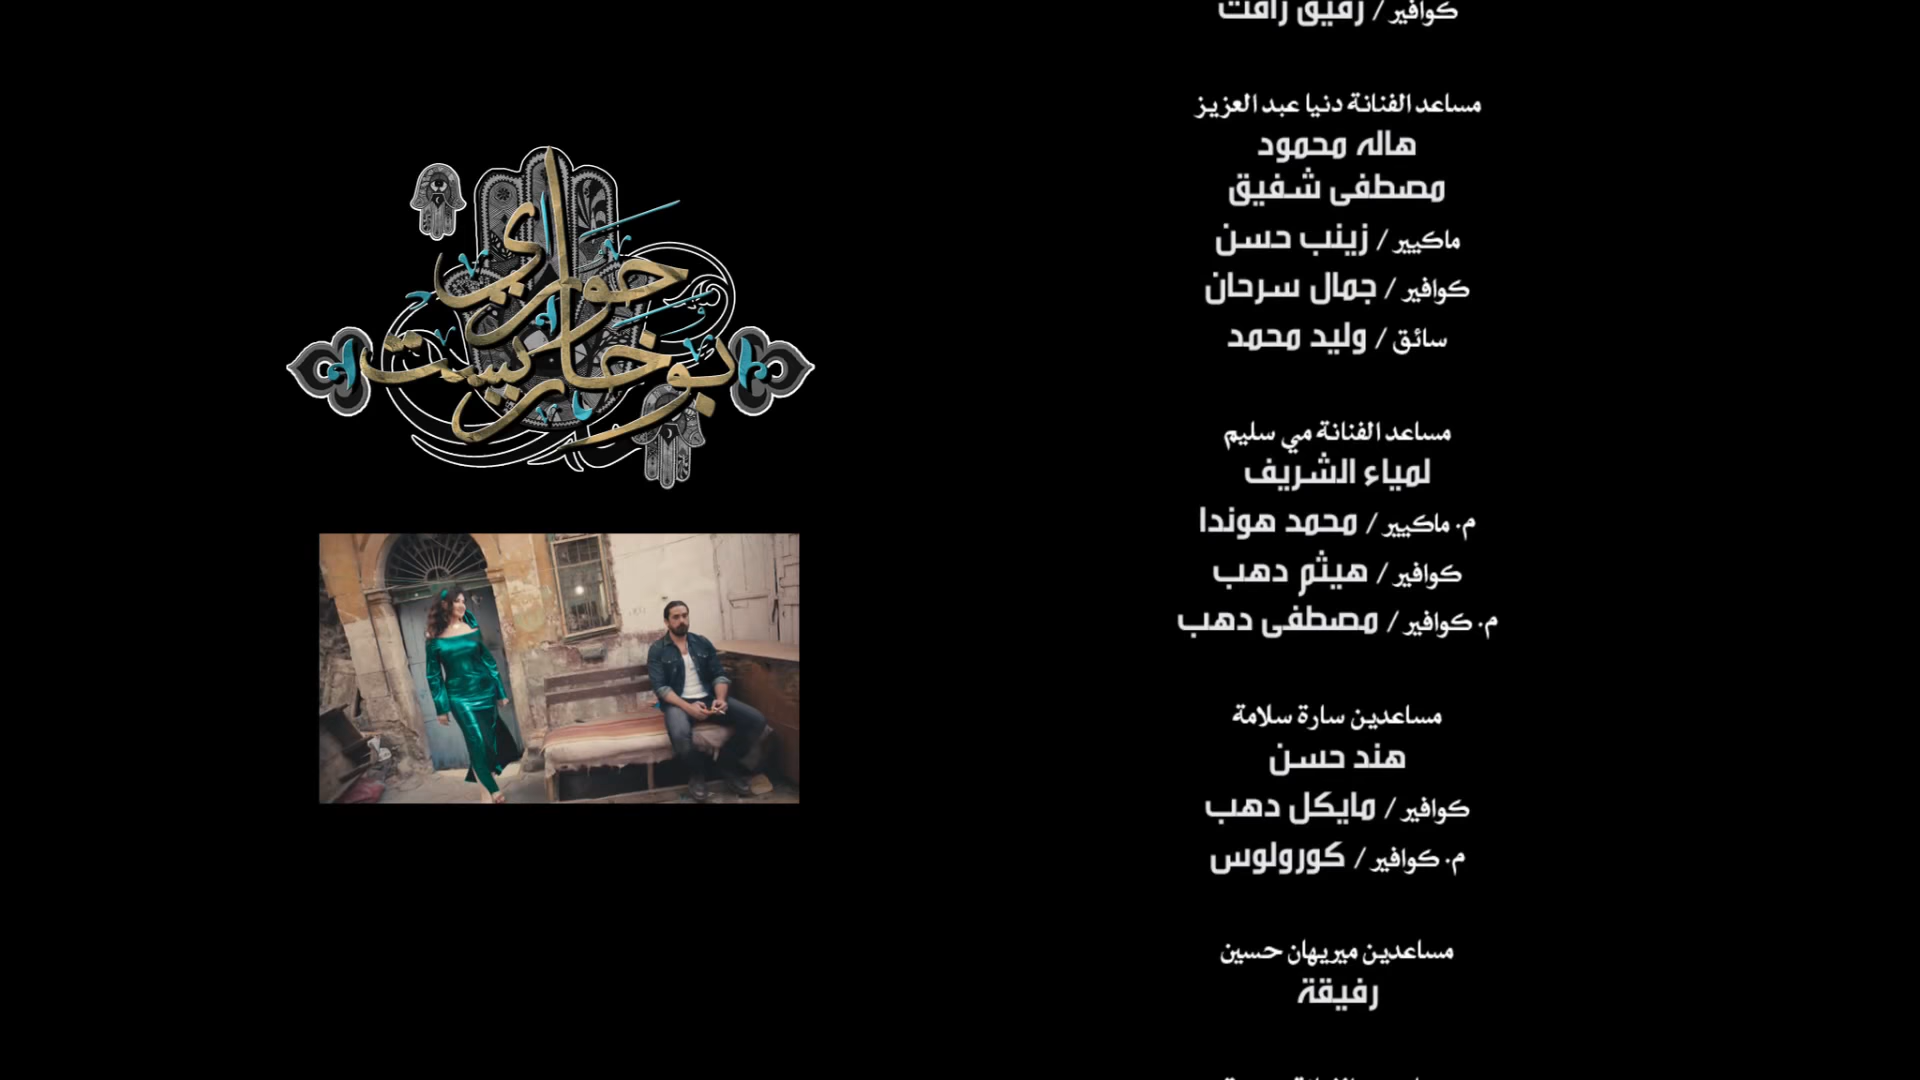 حواري
بوخارست
كوافير / رفيق رأفت
مساعد الفنانة دنيا عبد العزيز
هاله محمود
مصطفى شفيق
ماكيير / زينب حسن
كوافير / جمال سرحان
سائق / وليد محمد
مساعد الفنانة مي سليم
لمياء الشريف
م. ماكيير / محمد هوندا
كوافير / هيثم دهب
م. كوافير / مصطفى دهب
مساعدين سارة سلامة
هند حسن
كوافير / مايكل دهب
م. كوافير / كورولوس
مساعدين ميريهان حسين
رفيقة